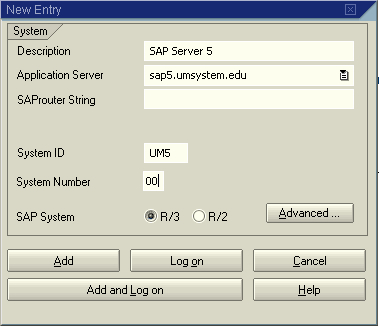 New Entry
System
Description SAP Server 5
Application Server sap5.umsystem.edu
SAProuter String
System ID UM5
System Number 00
SAP System R/3 R/2 Advanced ...
Add Log on Cancel
Add and Log on Help